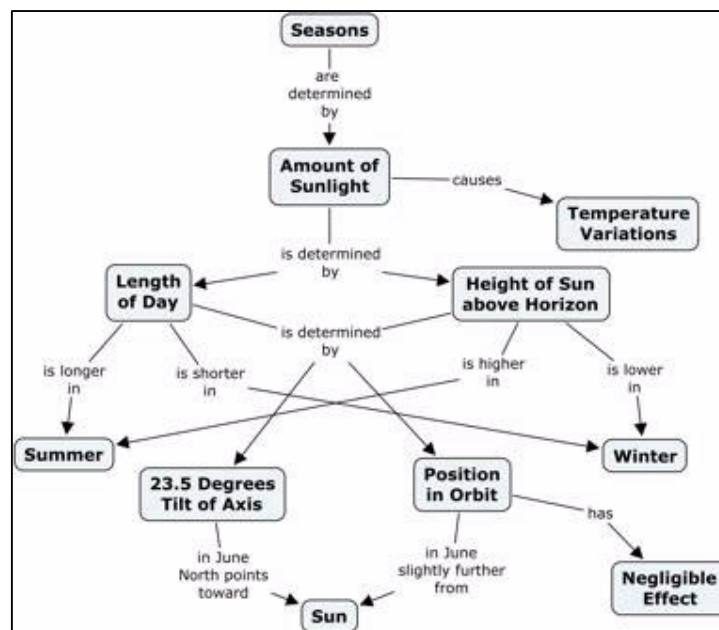 Seasons
are
determined
by
Amount of
Sunlight
causes
Temperature
Variations
is determined
by
Length
of Day
Height of Sun
above Horizon
is determined
by
is longer
in
is shorter
in
is higher
in
is lower
in
Summer
Winter
23.5 Degrees
Tilt of Axis
Position
in Orbit
has
in June
North points
toward
in June
slightly further
from
Negligible
Effect
Sun